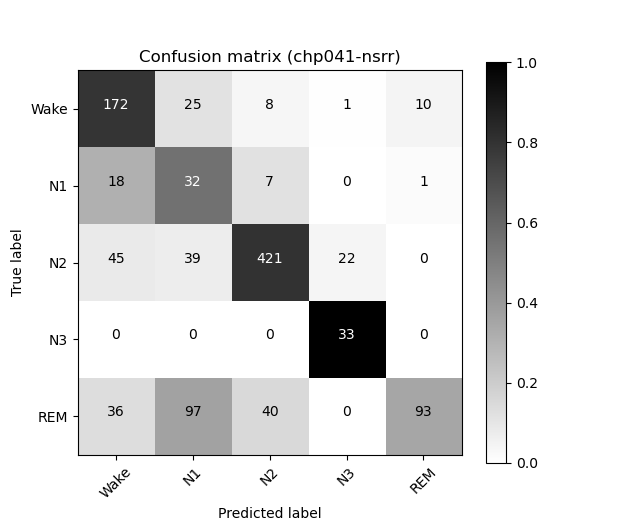 Confusion matrix (chp041-nsrr)
True label
Wake 172 25 8 1 10
N1 18 32 7 0 1
N2 45 39 421 22 0
N3 0 0 0 33 0
REM 36 97 40 0 93
Wake N1 N2 N3 REM
Predicted label
1.0
0.8
0.6
0.4
0.2
0.0